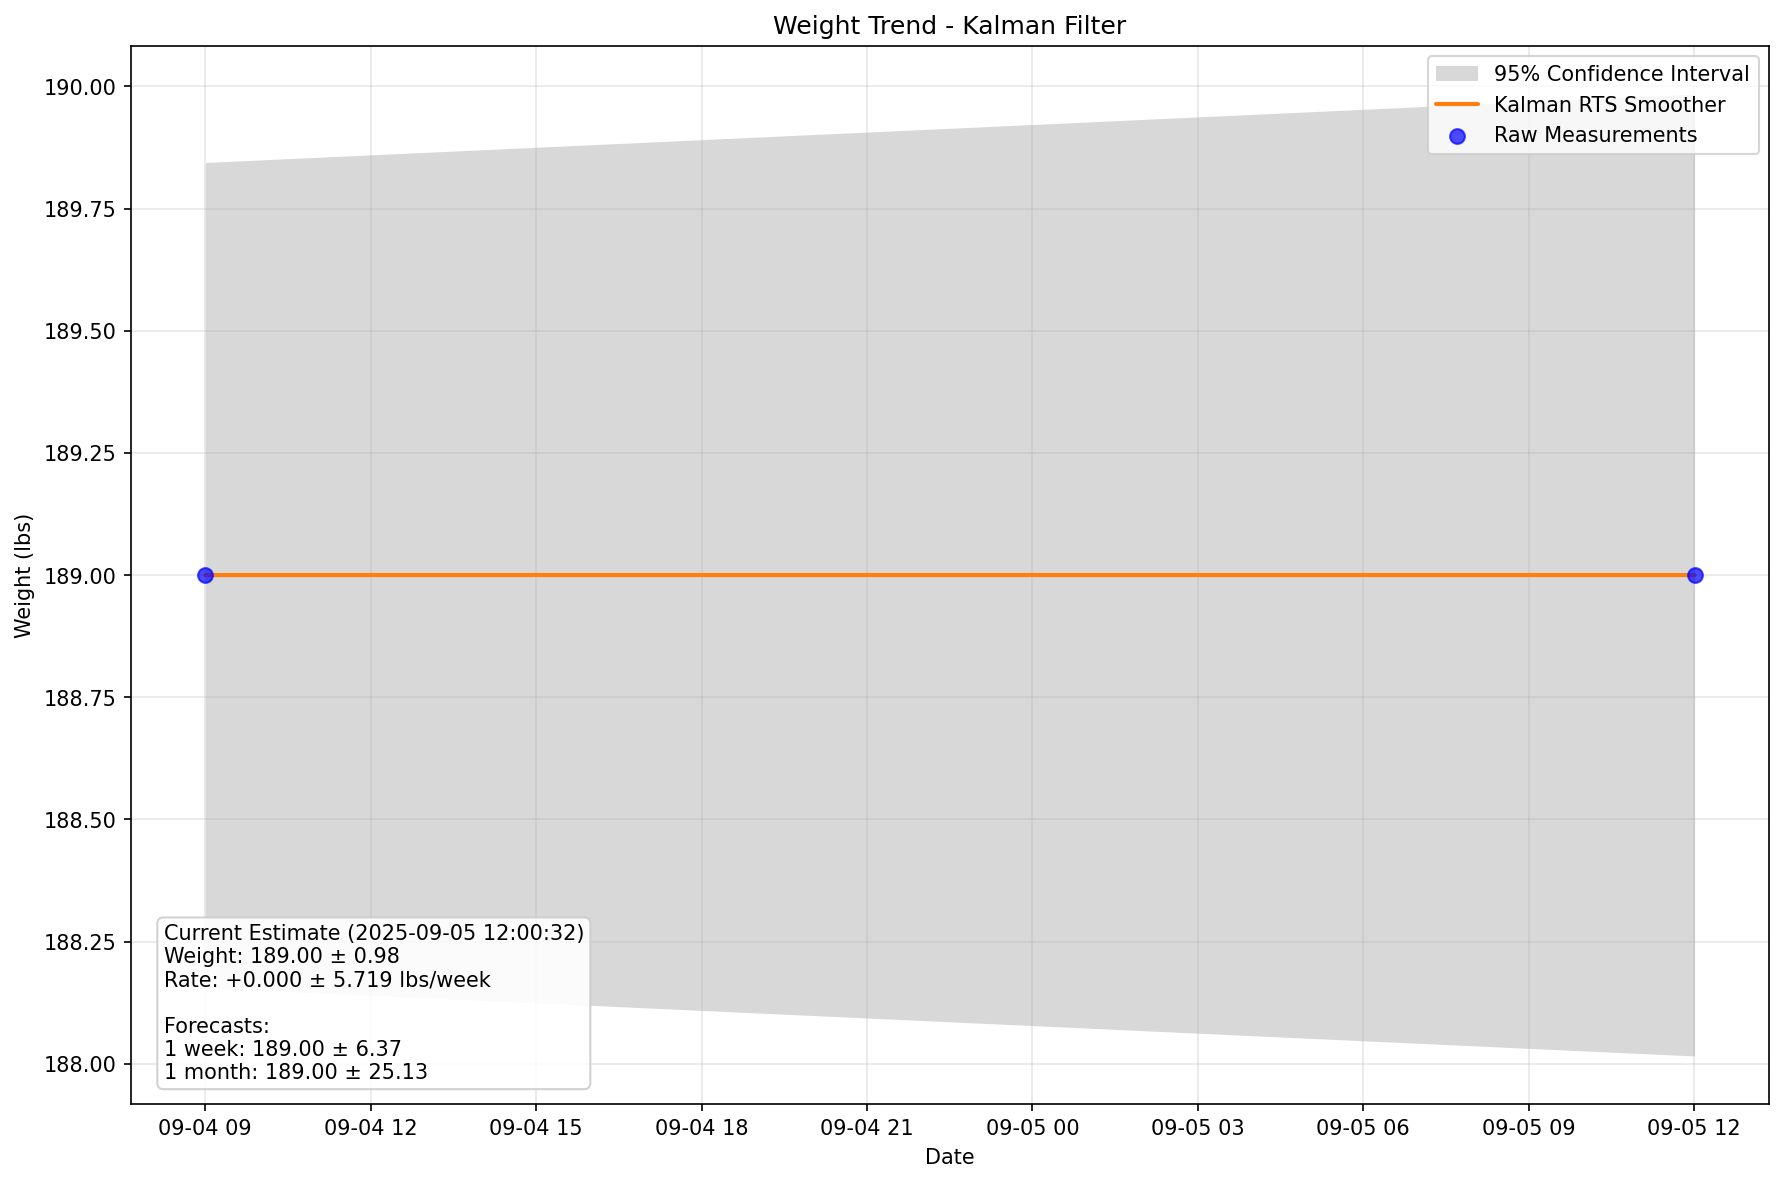 Weight Trend - Kalman Filter
95% Confidence Interval
Kalman RTS Smoother
Raw Measurements
190.00
189.75
189.50
189.25
189.00
188.75
188.50
188.25
188.00
Weight (lbs)
Current Estimate (2025-09-05 12:00:32)
Weight: 189.00 ± 0.98
Rate: +0.000 ± 5.719 lbs/week
Forecasts:
1 week: 189.00 ± 6.37
1 month: 189.00 ± 25.13
09-04 09 09-04 12 09-04 15 09-04 18 09-04 21 09-05 00 09-05 03 09-05 06 09-05 09 09-05 12
Date